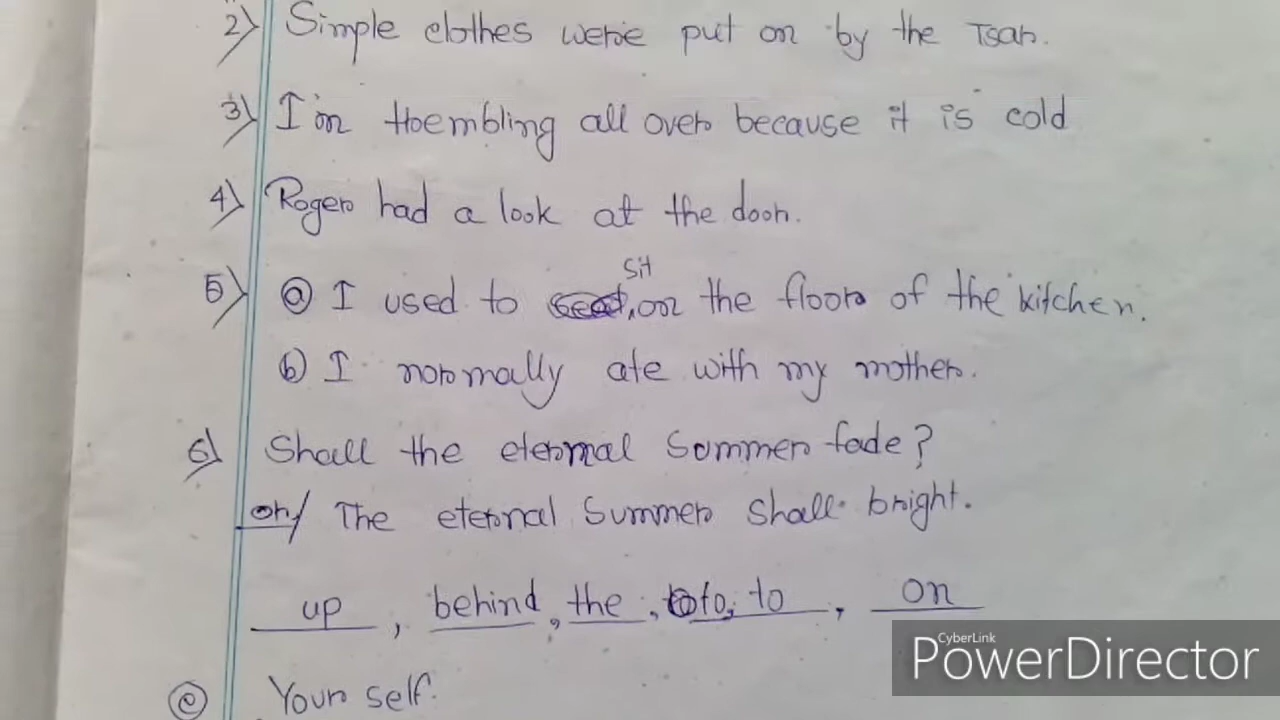 2) Simple clothes were put on by the Tsar.
3) I'm trembling all over because it is cold
4) Roger had a look at the door.
5) (a) I used to sit on the floor of the kitchen.
(b) I normally ate with my mother.
6) Shall the eternal Summer fade?
or/ The eternal Summer shall bright.
up, behind, the, to, to, on
(e) Your self.
CyberLink
PowerDirector